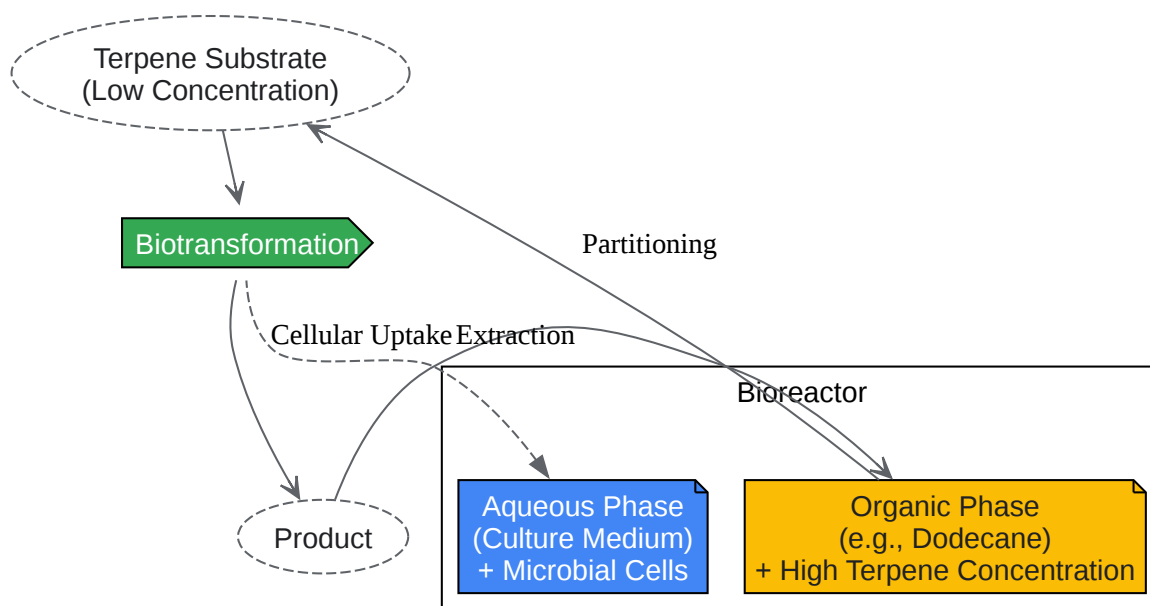 Terpene Substrate
(Low Concentration)
Biotransformation
Partitioning
Cellular Uptake
Extraction
Bioreactor
Product
Aqueous Phase
(Culture Medium)
+ Microbial Cells
Organic Phase
(e.g., Dodecane)
+ High Terpene Concentration